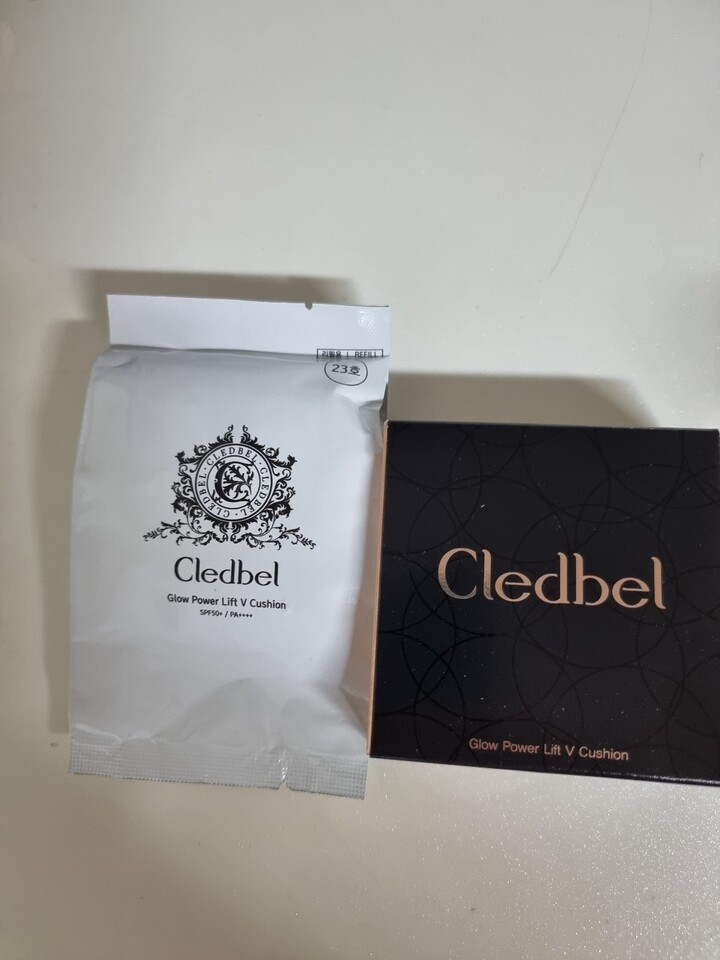 리필용 | REFILL
23호
CLEDBEL · CLEDBEL · CLEDBEL ·
Cledbel
Glow Power Lift V Cushion
SPF50+ / PA++++
Cledbel
Glow Power Lift V Cushion